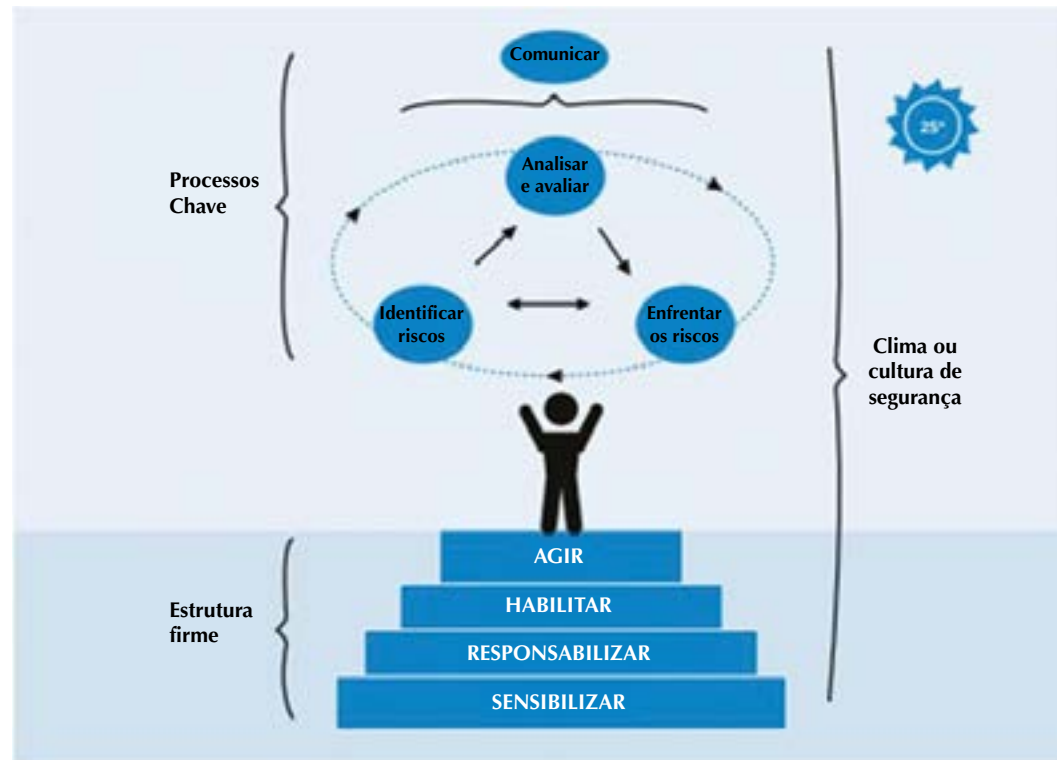 Comunicar
Analisar
e avaliar
Processos
Chave
25º
Identificar
riscos
Enfrentar
os riscos
Clima ou
cultura de
segurança
AGIR
HABILITAR
RESPONSABILIZAR
SENSIBILIZAR
Estrutura
firme